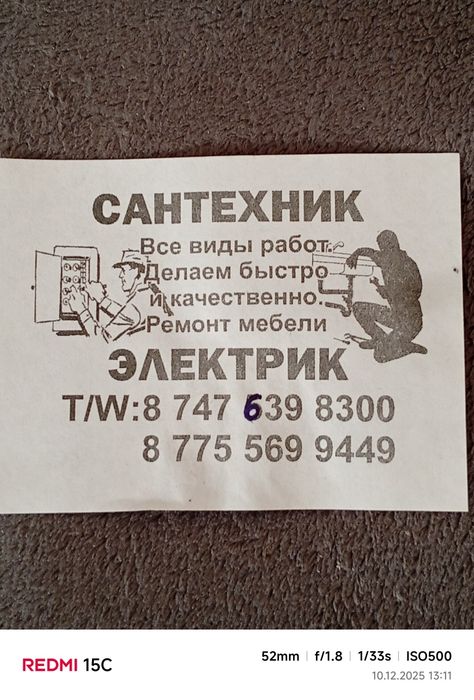 САНТЕХНИК
Все виды работ.
Делаем быстро
и качественно.
Ремонт мебели
ЭЛЕКТРИК
T/W:8 747 639 8300
8 775 569 9449
REDMI 15C
52mm | f/1.8 | 1/33s | ISO500
10.12.2025 13:11